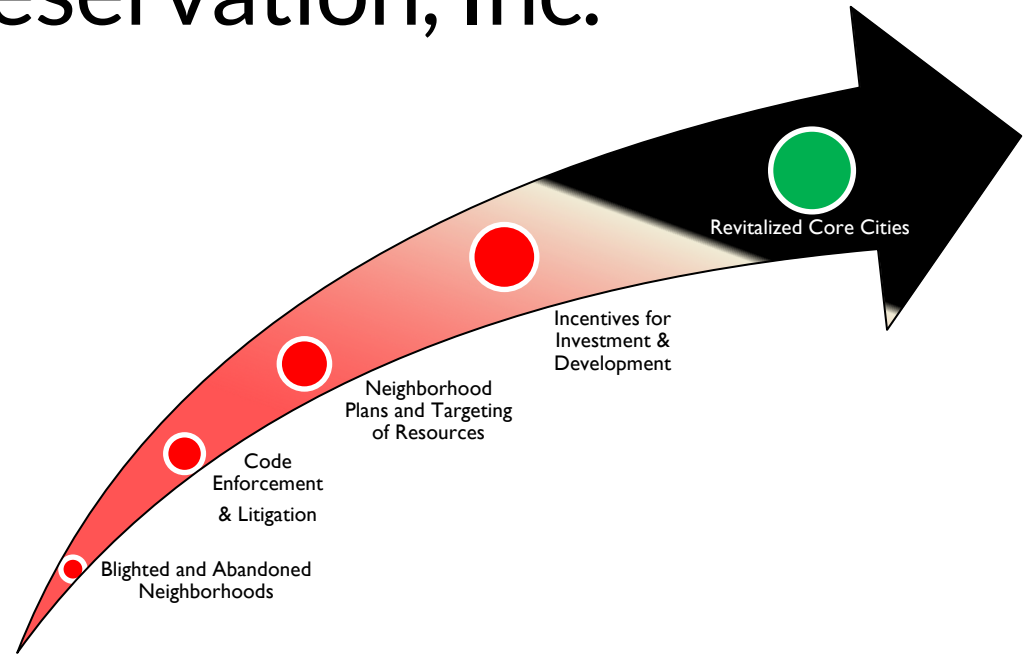 eservation, Inc.
Revitalized Core Cities
Incentives for
Investment &
Development
Neighborhood
Plans and Targeting
of Resources
Code
Enforcement
& Litigation
Blighted and Abandoned
Neighborhoods